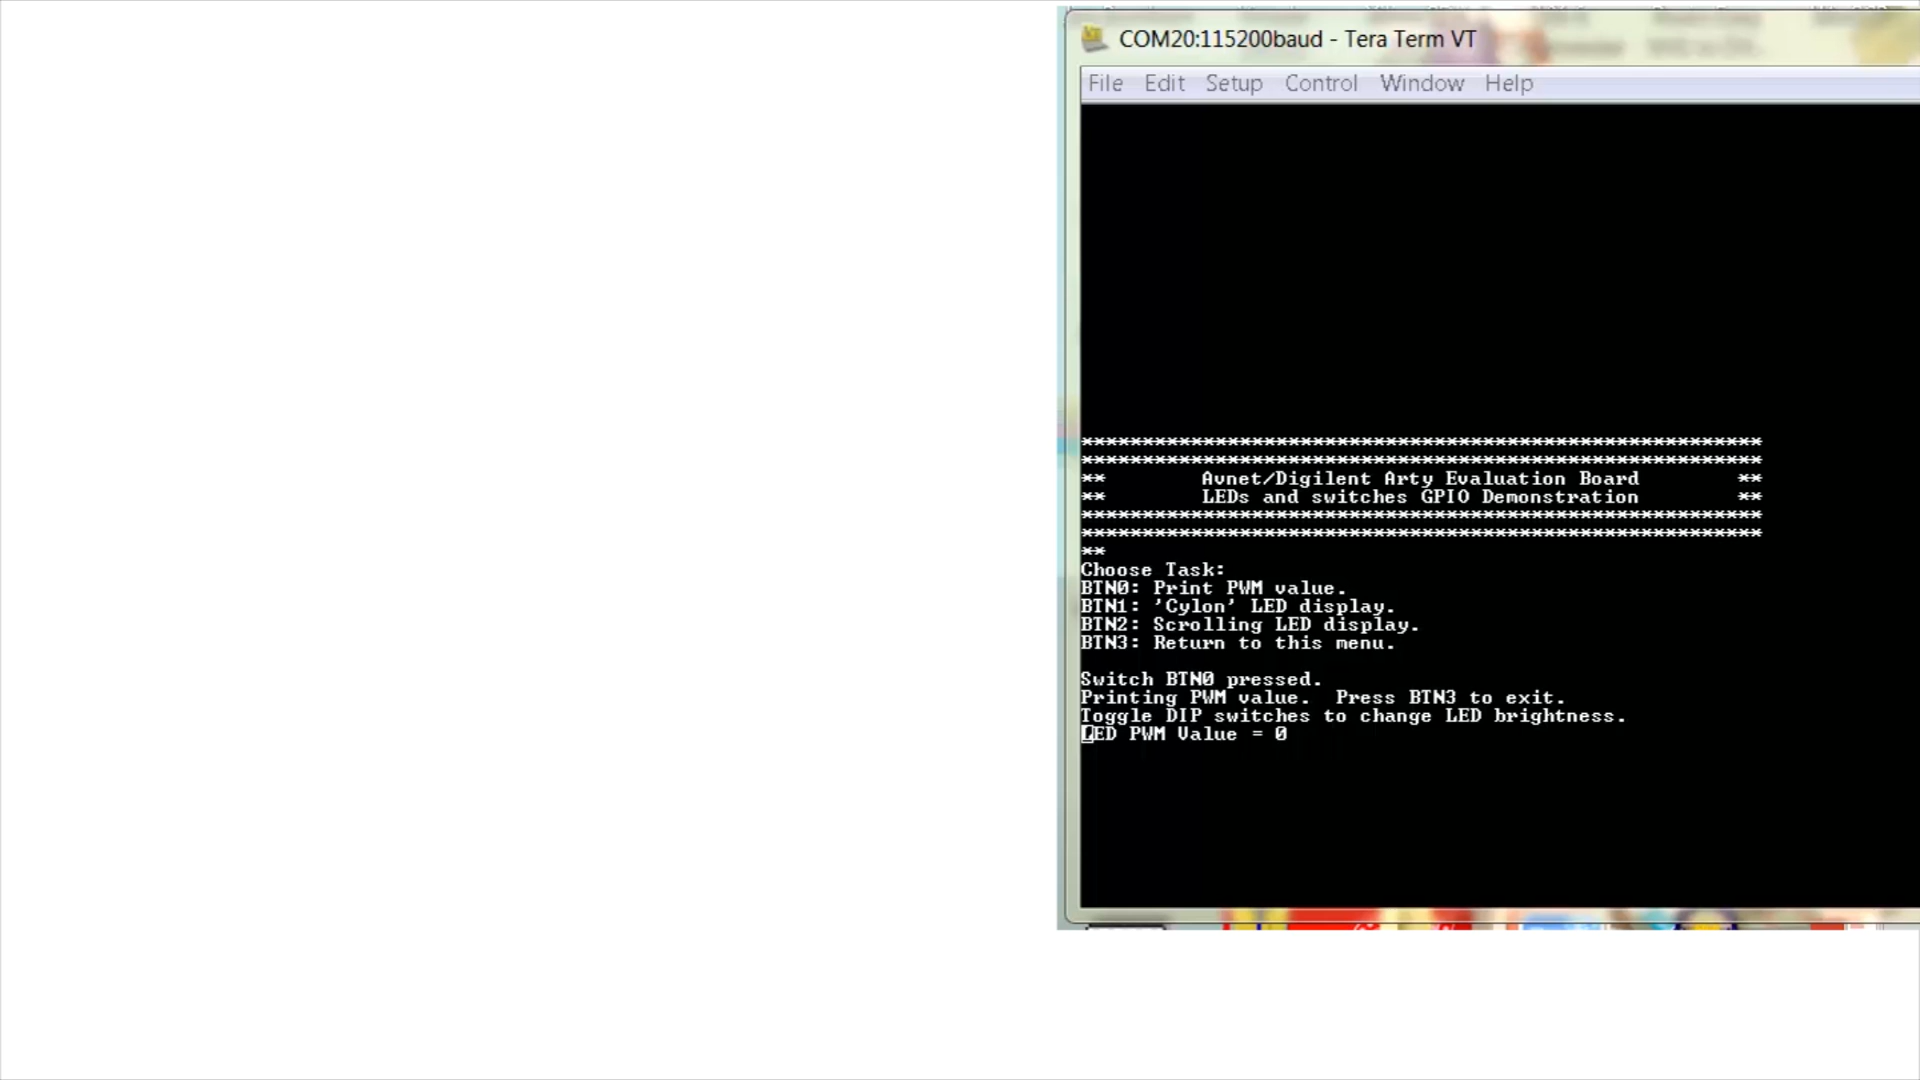 COM20:115200baud - Tera Term VT
File Edit Setup Control Window Help
********************************************************
********************************************************
**        Avnet/Digilent Arty Evaluation Board        **
**        LEDs and switches GPIO Demonstration        **
********************************************************
********************************************************
**
Choose Task:
BTN0: Print PWM value.
BTN1: 'Cylon' LED display.
BTN2: Scrolling LED display.
BTN3: Return to this menu.
Switch BTN0 pressed.
Printing PWM value.  Press BTN3 to exit.
Toggle DIP switches to change LED brightness.
LED PWM Value = 0